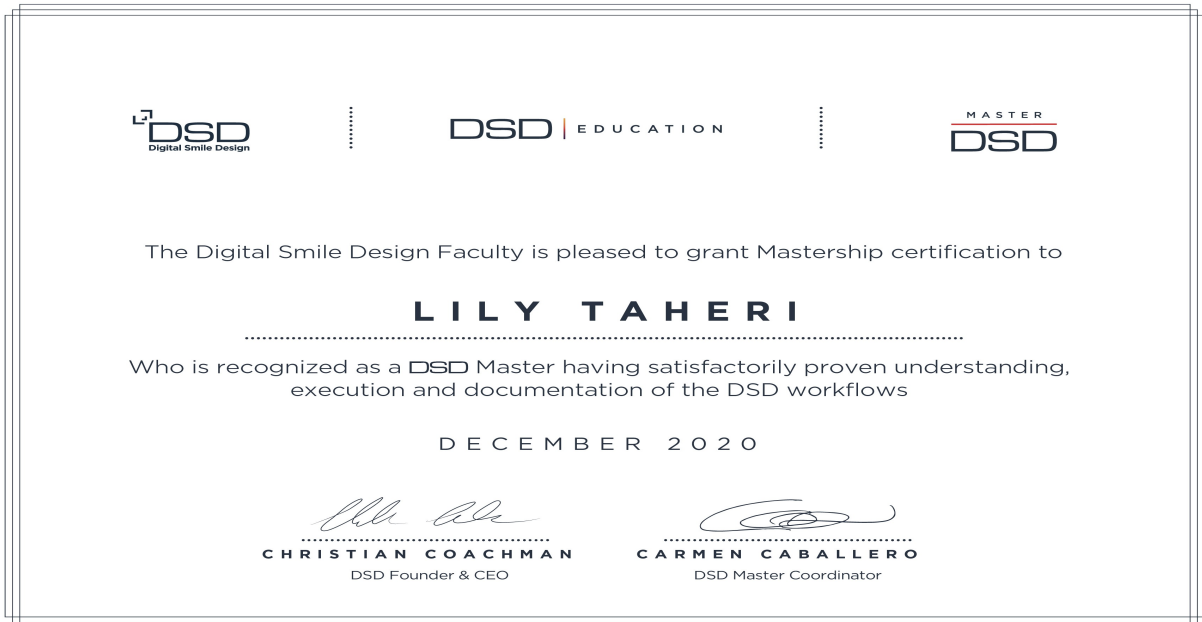 DSD
Digital Smile Design
DSD | EDUCATION
MASTER
DSD
The Digital Smile Design Faculty is pleased to grant Mastership certification to
LILY TAHERI
Who is recognized as a DSD Master having satisfactorily proven understanding,
execution and documentation of the DSD workflows
DECEMBER 2020
CHRISTIAN COACHMAN
DSD Founder & CEO
CARMEN CABALLERO
DSD Master Coordinator